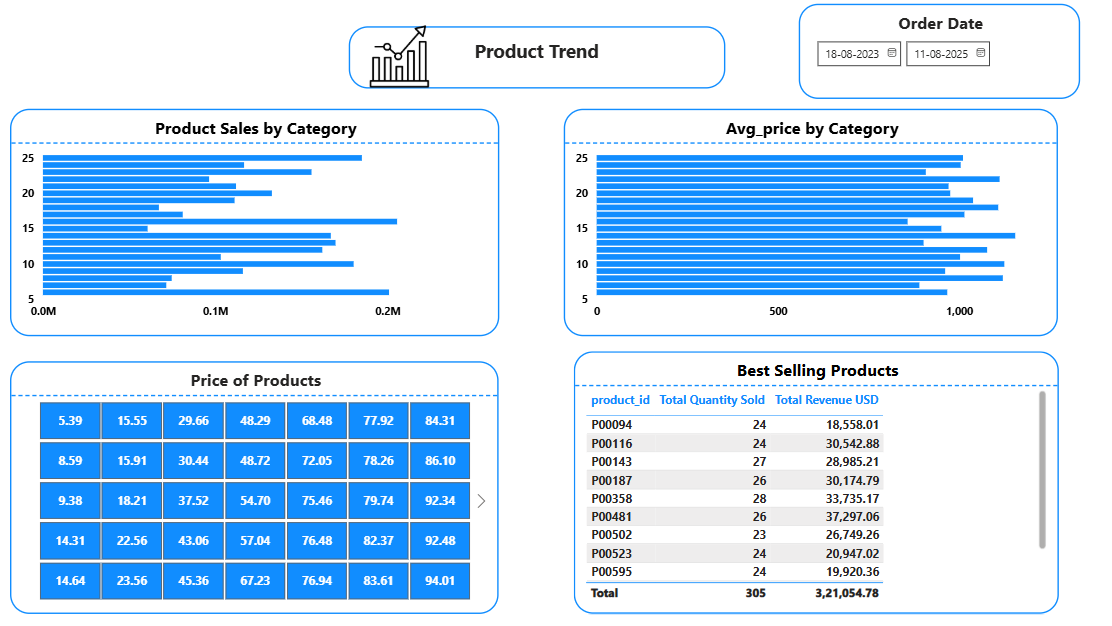 Product Trend
Order Date
18-08-2023 11-08-2025
Product Sales by Category
25
20
15
10
5
0.0M 0.1M 0.2M
Avg_price by Category
25
20
15
10
5
0 500 1,000
Price of Products
5.39 15.55 29.66 48.29 68.48 77.92 84.31
8.59 15.91 30.44 48.72 72.05 78.26 86.10
9.38 18.21 37.52 54.70 75.46 79.74 92.34
14.31 22.56 43.06 57.04 76.48 82.37 92.48
14.64 23.56 45.36 67.23 76.94 83.61 94.01
Best Selling Products
product_id Total Quantity Sold Total Revenue USD
P00094 24 18,558.01
P00116 24 30,542.88
P00143 27 28,985.21
P00187 26 30,174.79
P00358 28 33,735.17
P00481 26 37,297.06
P00502 23 26,749.26
P00523 24 20,947.02
P00595 24 19,920.36
Total 305 3,21,054.78